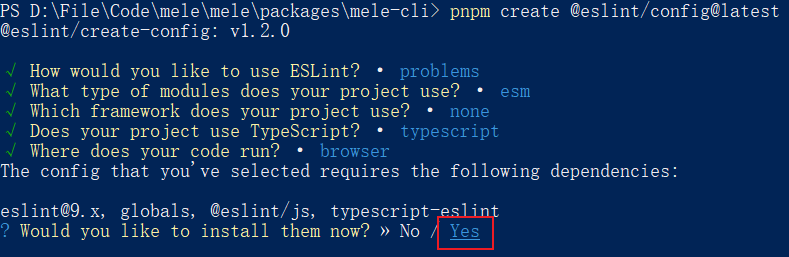 PS D:\File\Code\mele\mele\packages\mele-cli> pnpm create @eslint/config@latest
@eslint/create-config: v1.2.0
√ How would you like to use ESLint? · problems
√ What type of modules does your project use? · esm
√ Which framework does your project use? · none
√ Does your project use TypeScript? · typescript
√ Where does your code run? · browser
The config that you've selected requires the following dependencies:
eslint@9.x, globals, @eslint/js, typescript-eslint
? Would you like to install them now? » No / Yes